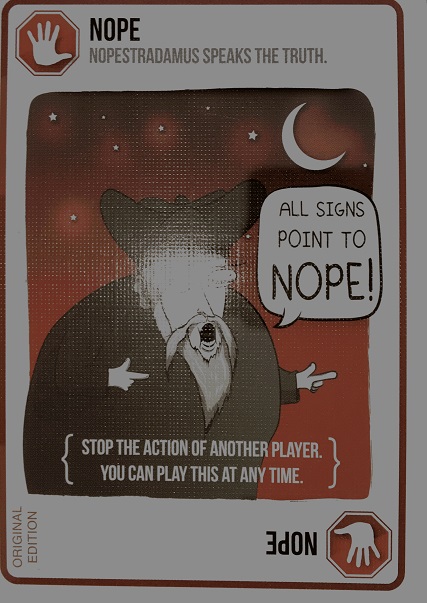 NOPE
NOPESTRADAMUS SPEAKS THE TRUTH.
ALL SIGNS
POINT TO
NOPE!
STOP THE ACTION OF ANOTHER PLAYER.
YOU CAN PLAY THIS AT ANY TIME.
ORIGINAL
EDITION
NOPE